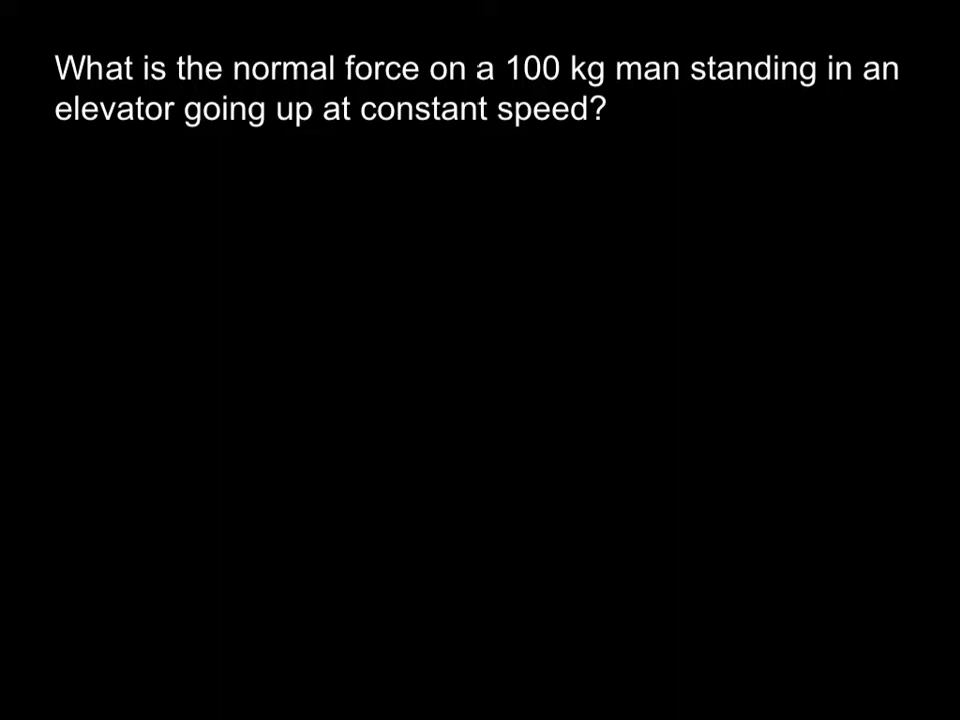 What is the normal force on a 100 kg man standing in an
elevator going up at constant speed?